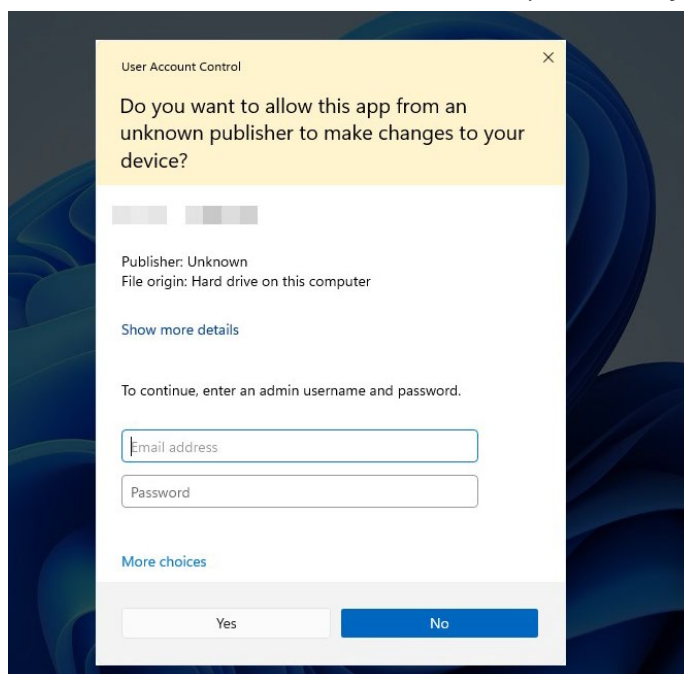 User Account Control
Do you want to allow this app from an
unknown publisher to make changes to your
device?
Publisher: Unknown
File origin: Hard drive on this computer
Show more details
To continue, enter an admin username and password.
Email address
Password
More choices
Yes
No